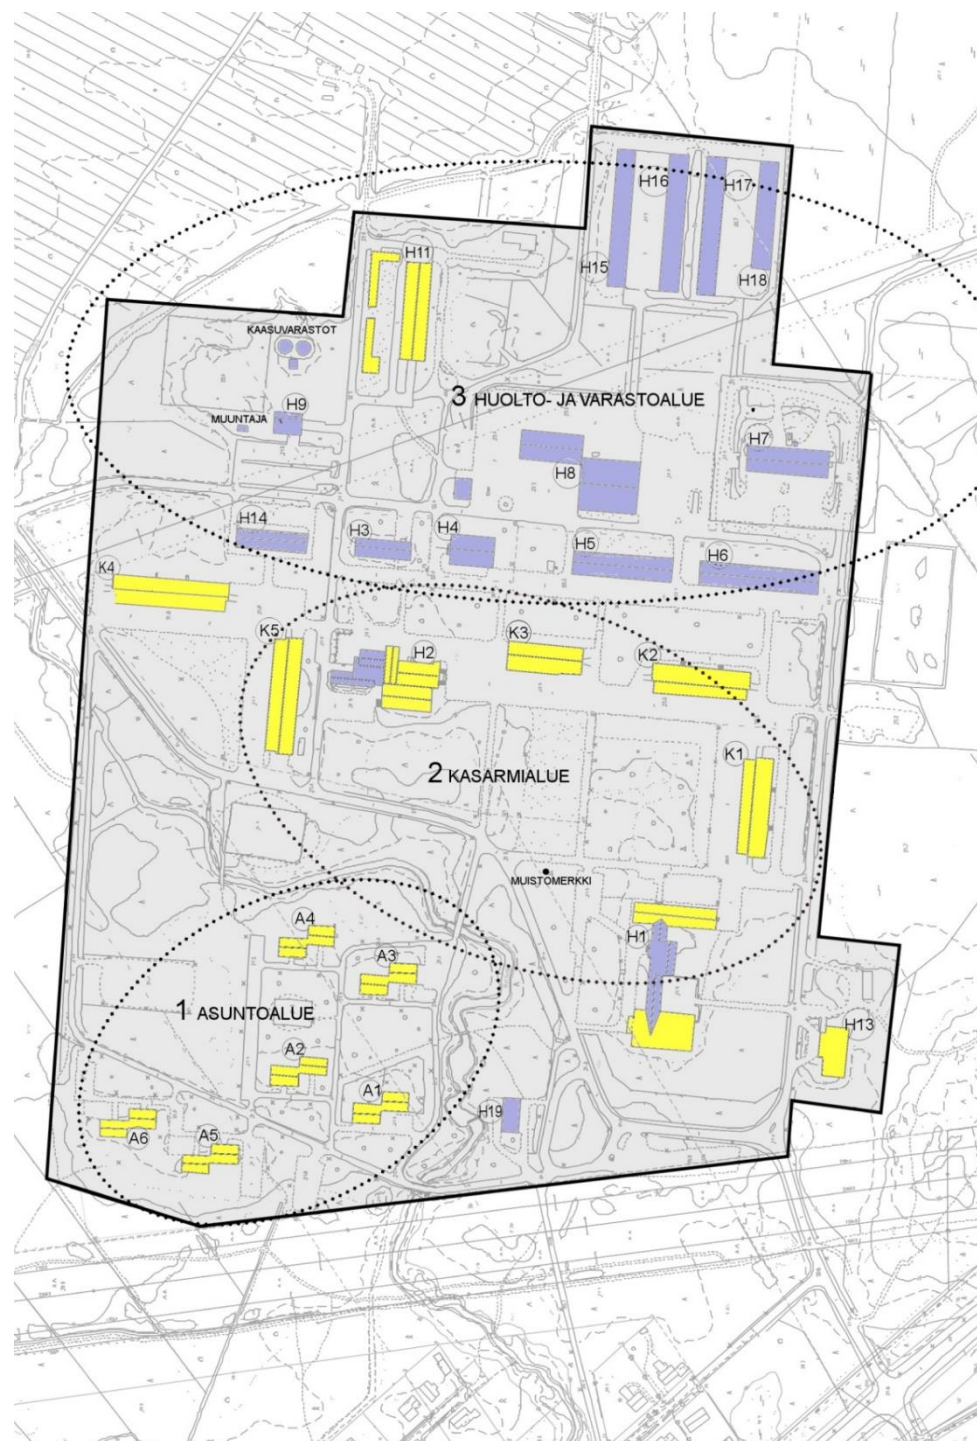 H16
H17
H11
H15
H18
KAASUVARASTOT
3 HUOLTO- JA VARASTOALUE
H9
MUUNTAJA
H7
H8
H14
H3
H4
H5
H6
K4
K5
H2
K3
K2
K1
2 KASARMIALUE
MUISTOMERKKI
A4
H1
A3
1 ASUNTOALUE
H13
A2
A1
H19
A6
A5